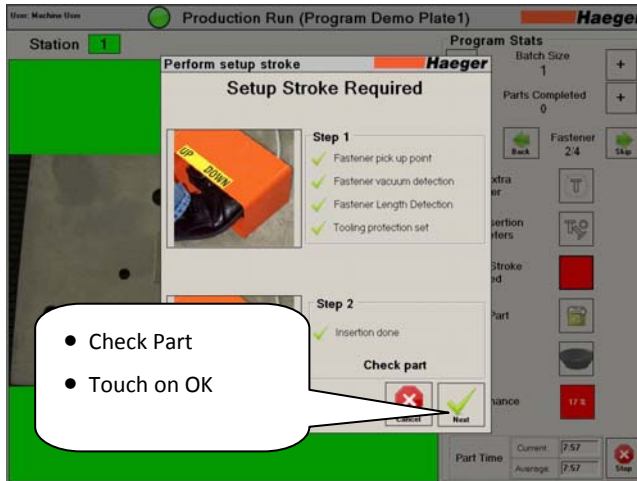 User: Machine User
Production Run (Program Demo Plate1)
Haeger
Station 1
Program Stats
Batch Size
1
+
Parts Completed
0
+
Back
Fastener
2/4
Skip
Perform setup stroke
Haeger
Setup Stroke Required
UP
DOWN
Step 1
Fastener pick up point
Fastener vacuum detection
Fastener Length Detection
Tooling protection set
Step 2
Insertion done
Check part
Cancel
Next
• Check Part
• Touch on OK
17 %
Part Time
Current 7:57
Average 7:57
Stop